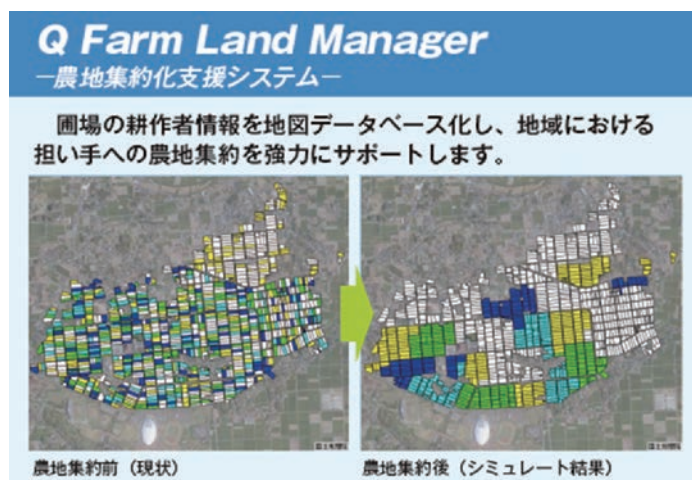 Q Farm Land Manager
－農地集約化支援システム－
圃場の耕作者情報を地図データベース化し、地域における
担い手への農地集約を強力にサポートします。
農地集約前（現状）
農地集約後（シミュレート結果）